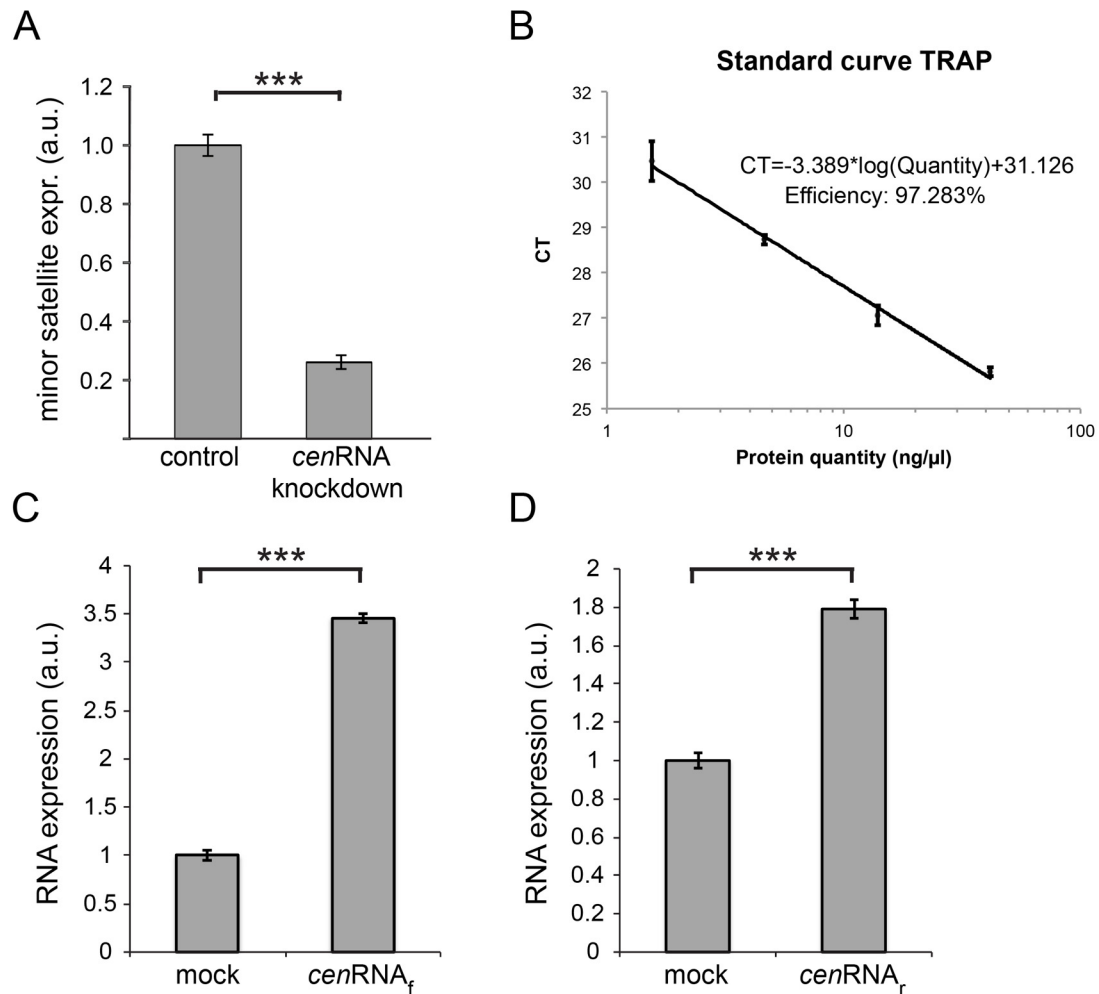 A
minor satellite expr. (a.u.)
1.2
1.0
0.8
0.6
0.4
0.2
***
control
cenRNA
knockdown
B
Standard curve TRAP
CT
32
31
30
29
28
27
26
25
CT=-3.389*log(Quantity)+31.126
Efficiency: 97.283%
1
10
100
Protein quantity (ng/µl)
C
RNA expression (a.u.)
4
3.5
3
2.5
2
1.5
1
0.5
0
***
mock
cenRNAf
D
RNA expression (a.u.)
2
1.8
1.6
1.4
1.2
1
0.8
0.6
0.4
0.2
0
***
mock
cenRNAr